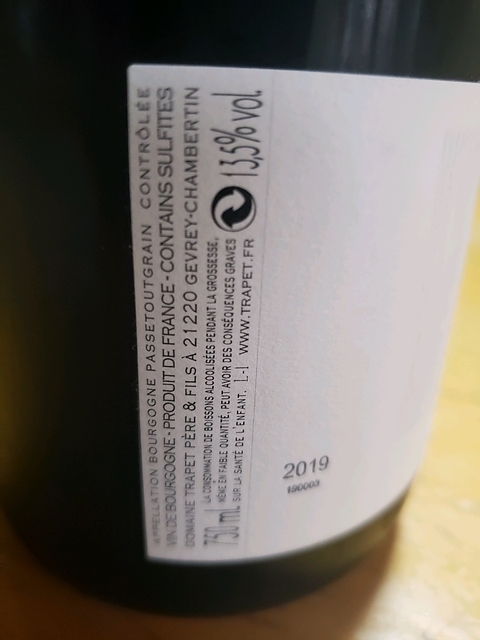 APPELLATION BOURGOGNE PASSETOUTGRAIN CONTRÔLÉE
VIN DE BOURGOGNE - PRODUIT DE FRANCE - CONTAINS SULFITES
DOMAINE TRAPET PÈRE & FILS À 21220 GEVREY-CHAMBERTIN
750 mL
LA CONSOMMATION DE BOISSONS ALCOOLISÉES PENDANT LA GROSSESSE,
MÊME EN FAIBLE QUANTITÉ, PEUT AVOIR DES CONSÉQUENCES GRAVES
SUR LA SANTÉ DE L'ENFANT. L-1 WWW.TRAPET.FR
13,5% vol.
2019
190003